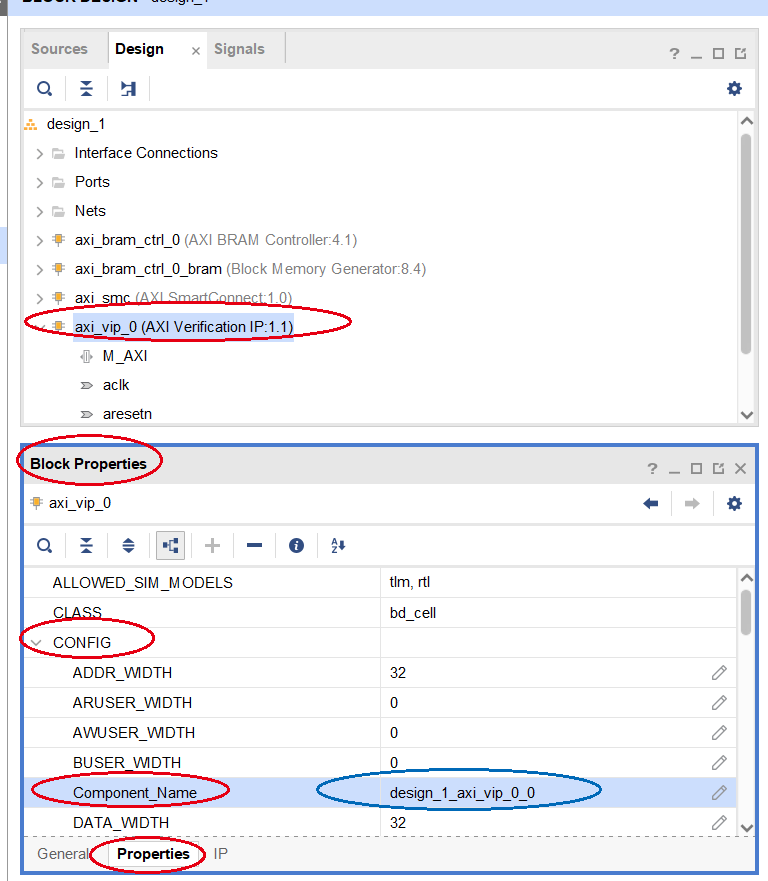 BLOCK DESIGN - design_1
Sources Design × Signals ?
design_1
Interface Connections
Ports
Nets
axi_bram_ctrl_0 (AXI BRAM Controller:4.1)
axi_bram_ctrl_0_bram (Block Memory Generator:8.4)
axi_smc (AXI SmartConnect:1.0)
axi_vip_0 (AXI Verification IP:1.1)
M_AXI
aclk
aresetn
Block Properties ?
axi_vip_0
ALLOWED_SIM_MODELS tlm, rtl
CLASS bd_cell
CONFIG
ADDR_WIDTH 32
ARUSER_WIDTH 0
AWUSER_WIDTH 0
BUSER_WIDTH 0
Component_Name design_1_axi_vip_0_0
DATA_WIDTH 32
General Properties IP